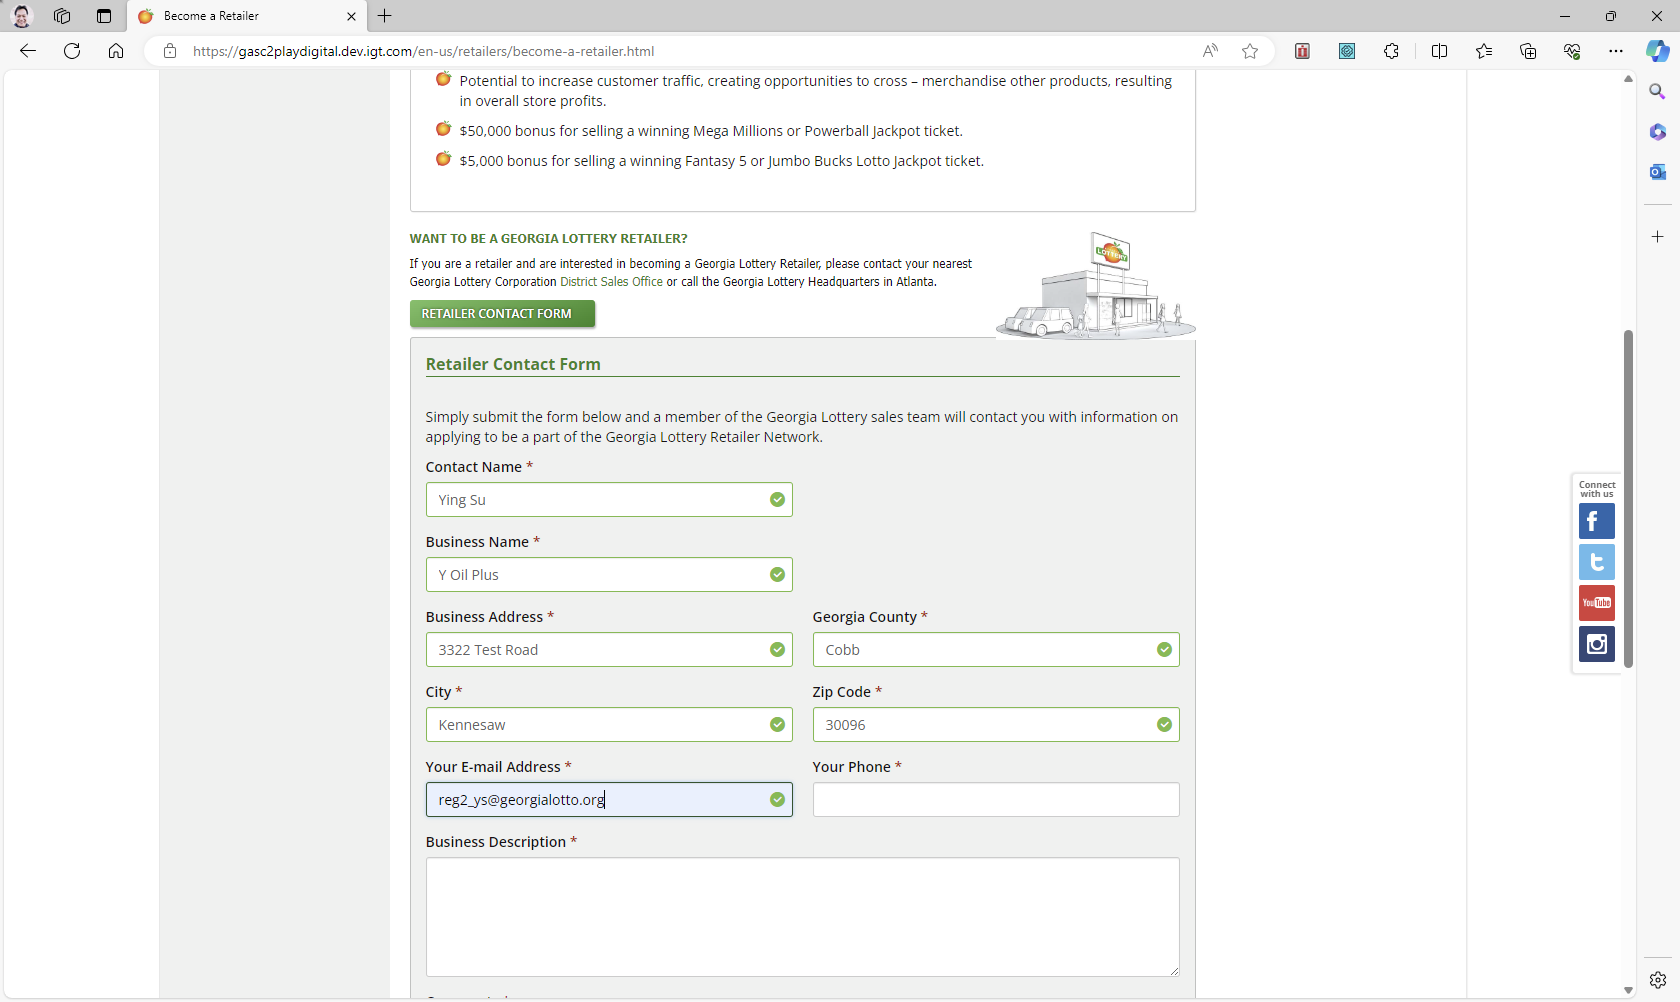 Become a Retailer
https://gasc2playdigital.dev.igt.com/en-us/retailers/become-a-retailer.html
Potential to increase customer traffic, creating opportunities to cross – merchandise other products, resulting
in overall store profits.
$50,000 bonus for selling a winning Mega Millions or Powerball Jackpot ticket.
$5,000 bonus for selling a winning Fantasy 5 or Jumbo Bucks Lotto Jackpot ticket.
WANT TO BE A GEORGIA LOTTERY RETAILER?
If you are a retailer and are interested in becoming a Georgia Lottery Retailer, please contact your nearest
Georgia Lottery Corporation District Sales Office or call the Georgia Lottery Headquarters in Atlanta.
LOTTERY
RETAILER CONTACT FORM
Retailer Contact Form
Simply submit the form below and a member of the Georgia Lottery sales team will contact you with information on
applying to be a part of the Georgia Lottery Retailer Network.
Contact Name *
Ying Su
Business Name *
Y Oil Plus
Business Address *
Georgia County *
3322 Test Road
Cobb
City *
Zip Code *
Kennesaw
30096
Your E-mail Address *
Your Phone *
reg2_ys@georgialotto.org
Business Description *
Connect
with us
f
t
YouTube